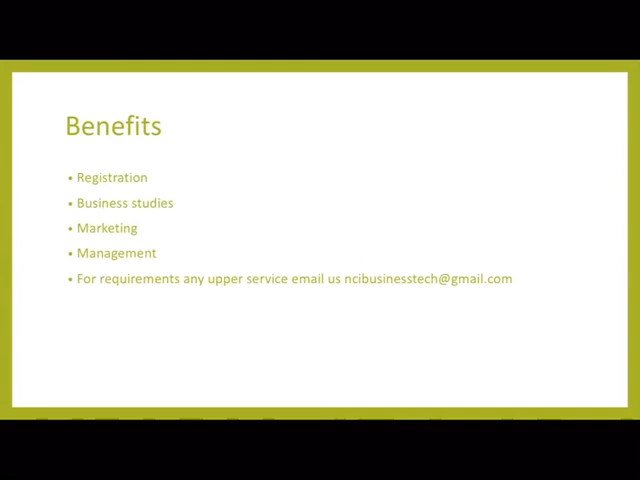 Benefits
• Registration
• Business studies
• Marketing
• Management
• For requirements any upper service email us ncibusinesstech@gmail.com